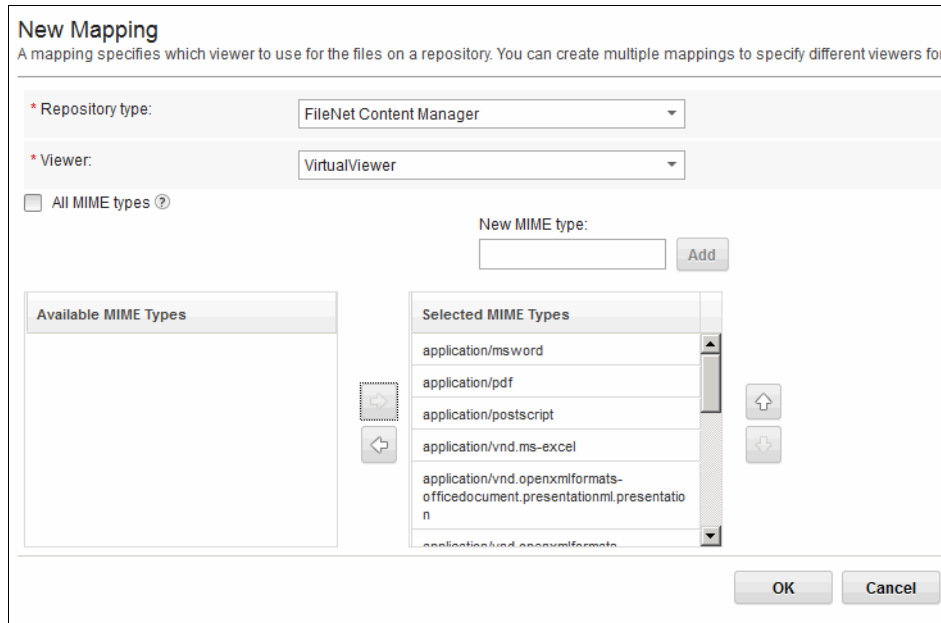 New Mapping
A mapping specifies which viewer to use for the files on a repository. You can create multiple mappings to specify different viewers for
* Repository type:
FileNet Content Manager
* Viewer:
VirtualViewer
All MIME types ?
New MIME type:
Add
Available MIME Types
Selected MIME Types
application/msword
application/pdf
application/postscript
application/vnd.ms-excel
application/vnd.openxmlformats-
officedocument.presentationml.presentatio
n
application/vnd.openxmlformats-
OK
Cancel